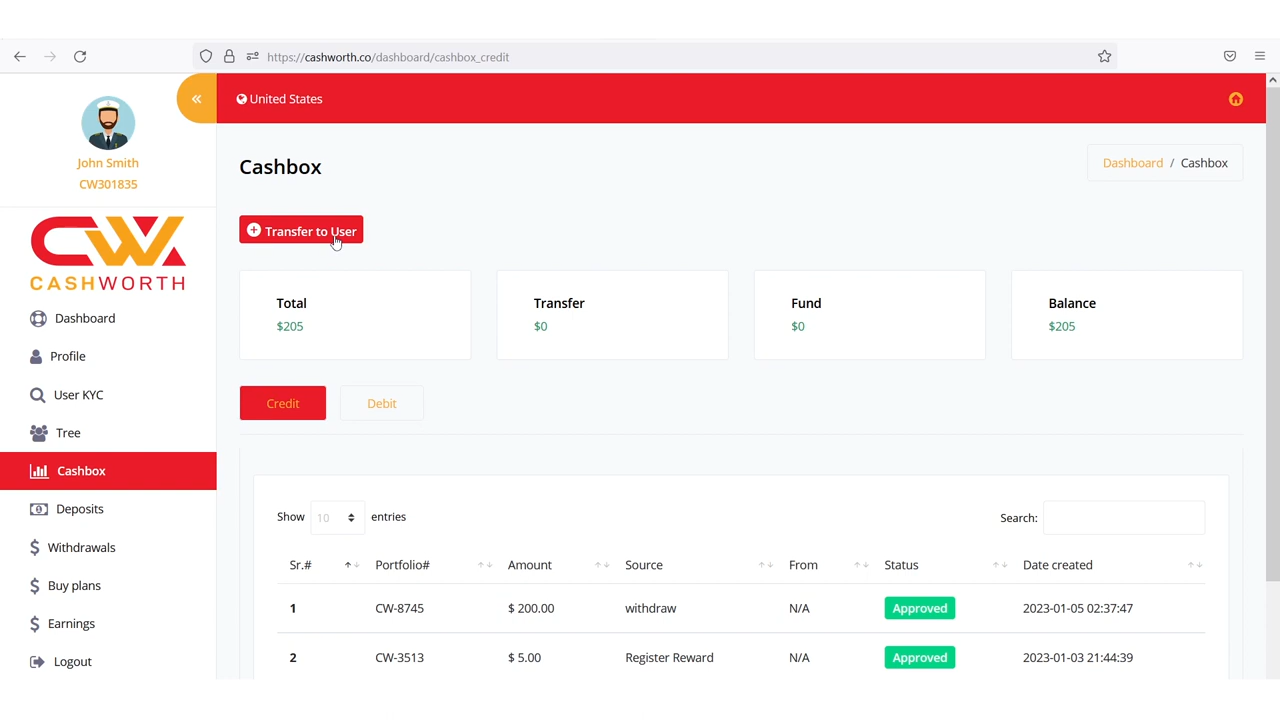 https://cashworth.co/dashboard/cashbox_credit
John Smith
CW301835
CW
CASHWORTH
Dashboard
Profile
User KYC
Tree
Cashbox
Deposits
Withdrawals
Buy plans
Earnings
Logout
United States
Cashbox
Dashboard / Cashbox
Transfer to User
Total
$205
Transfer
$0
Fund
$0
Balance
$205
Credit
Debit
Show 10 entries
Search:
Sr.# Portfolio# Amount Source From Status Date created
1 CW-8745 $ 200.00 withdraw N/A Approved 2023-01-05 02:37:47
2 CW-3513 $ 5.00 Register Reward N/A Approved 2023-01-03 21:44:39